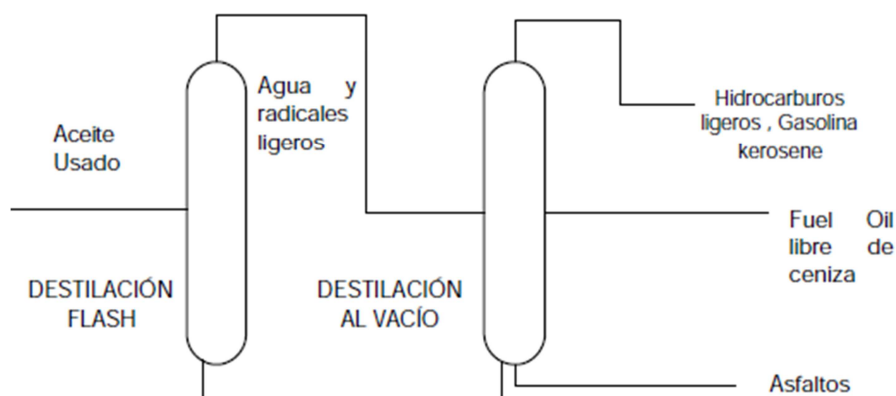 Aceite
Usado
Agua y
radicales
ligeros
DESTILACIÓN
FLASH
DESTILACIÓN
AL VACÍO
Hidrocarburos
ligeros , Gasolina
kerosene
Fuel Oil
libre de
ceniza
Asfaltos